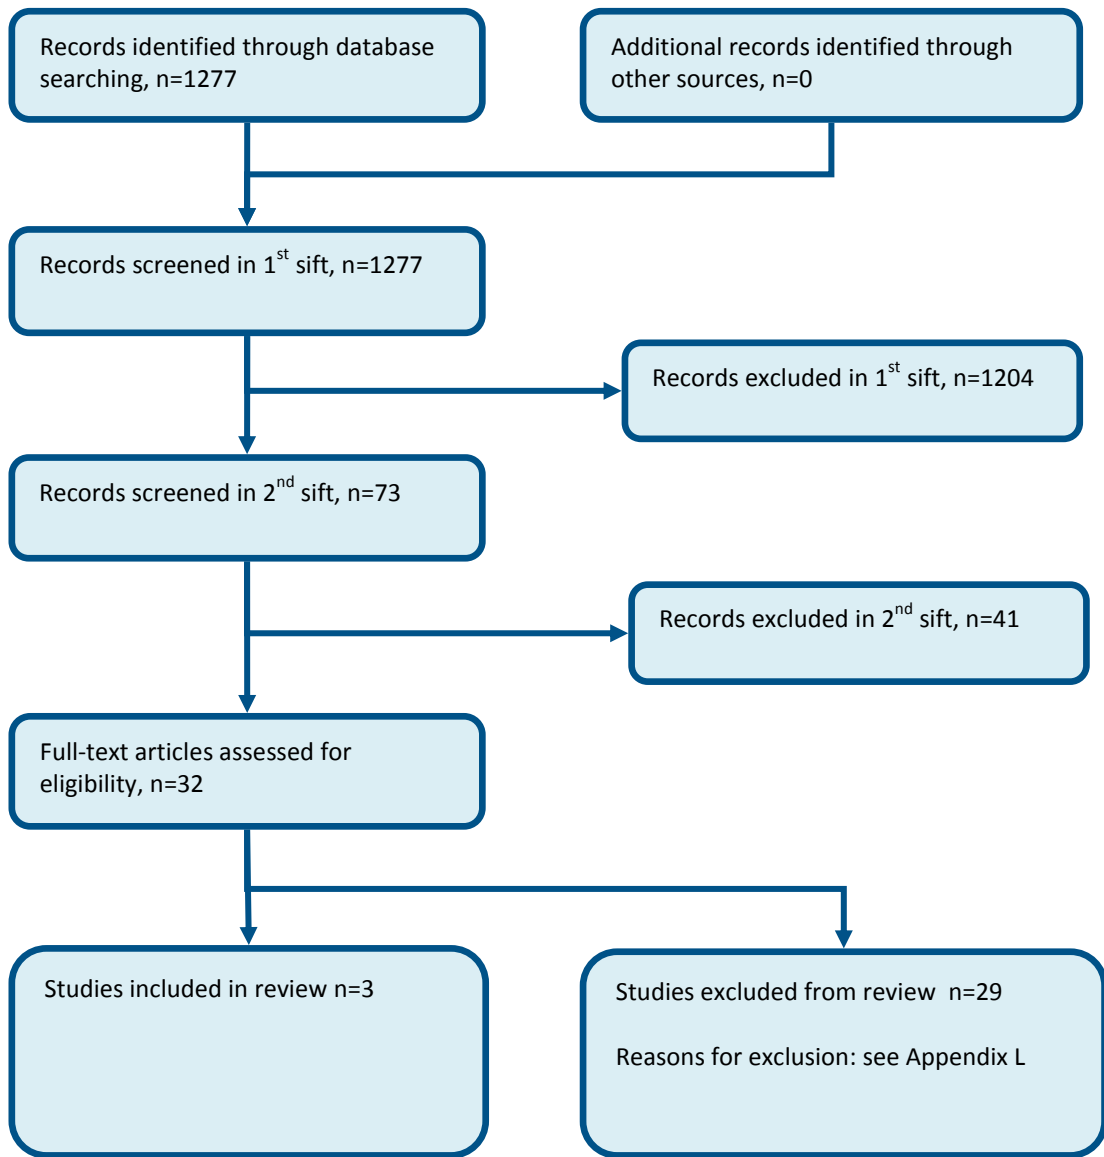 Records identified through database
searching, n=1277
Additional records identified through
other sources, n=0
Records screened in 1st sift, n=1277
Records excluded in 1st sift, n=1204
Records screened in 2nd sift, n=73
Records excluded in 2nd sift, n=41
Full-text articles assessed for
eligibility, n=32
Studies included in review n=3
Studies excluded from review n=29
Reasons for exclusion: see Appendix L